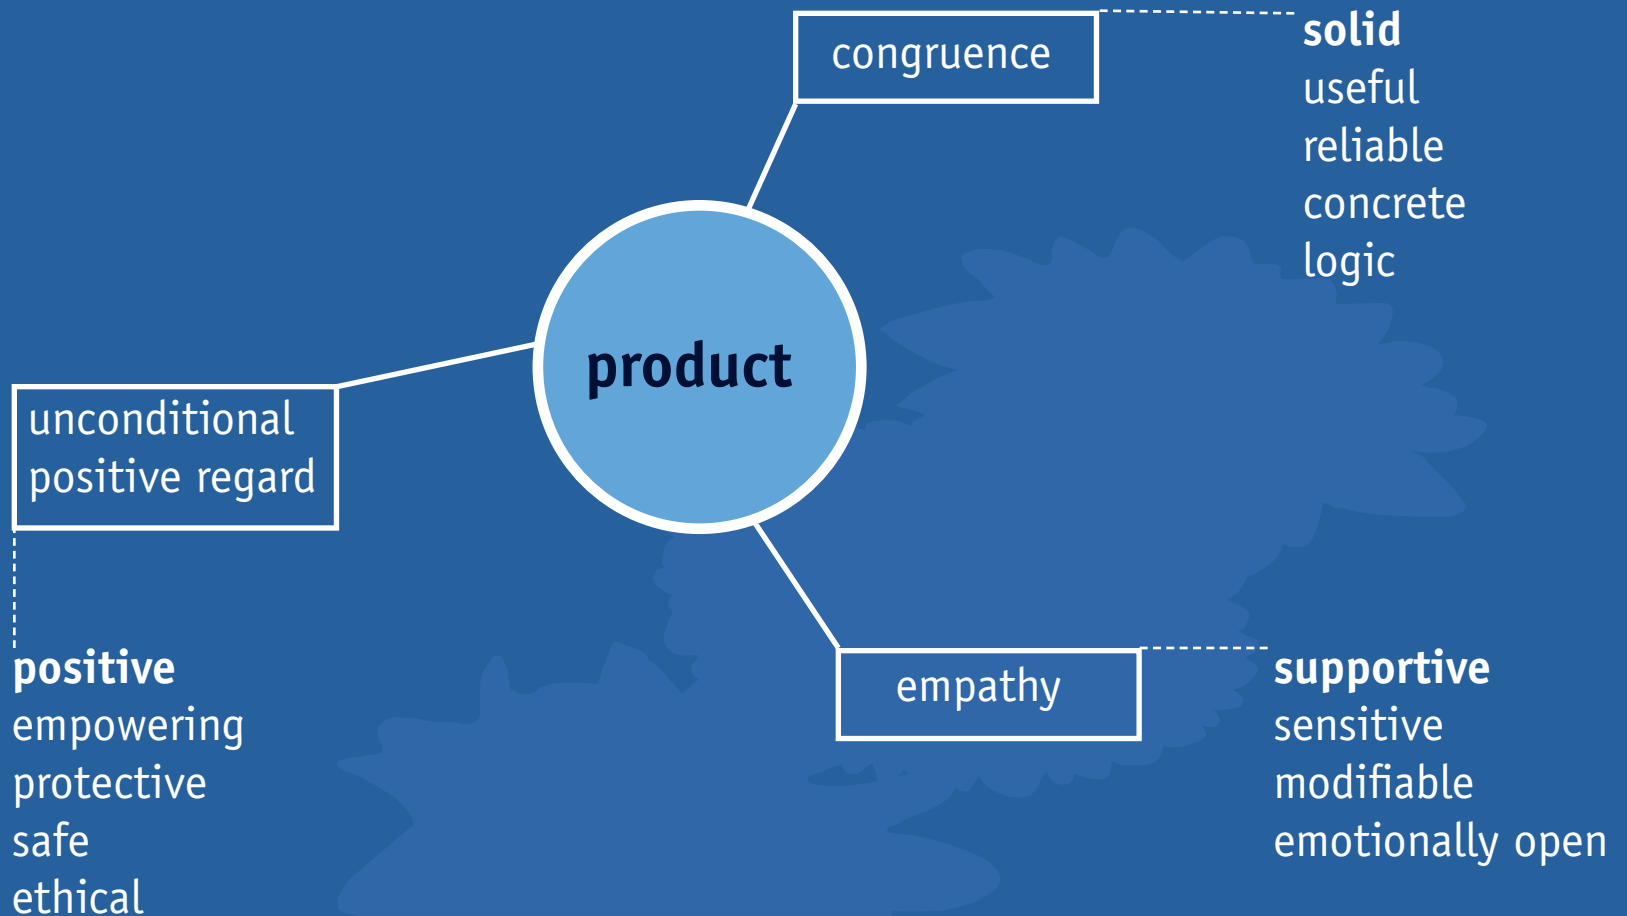 congruence
solid
useful
reliable
concrete
logic
product
unconditional
positive regard
positive
empowering
protective
safe
ethical
empathy
supportive
sensitive
modifiable
emotionally open